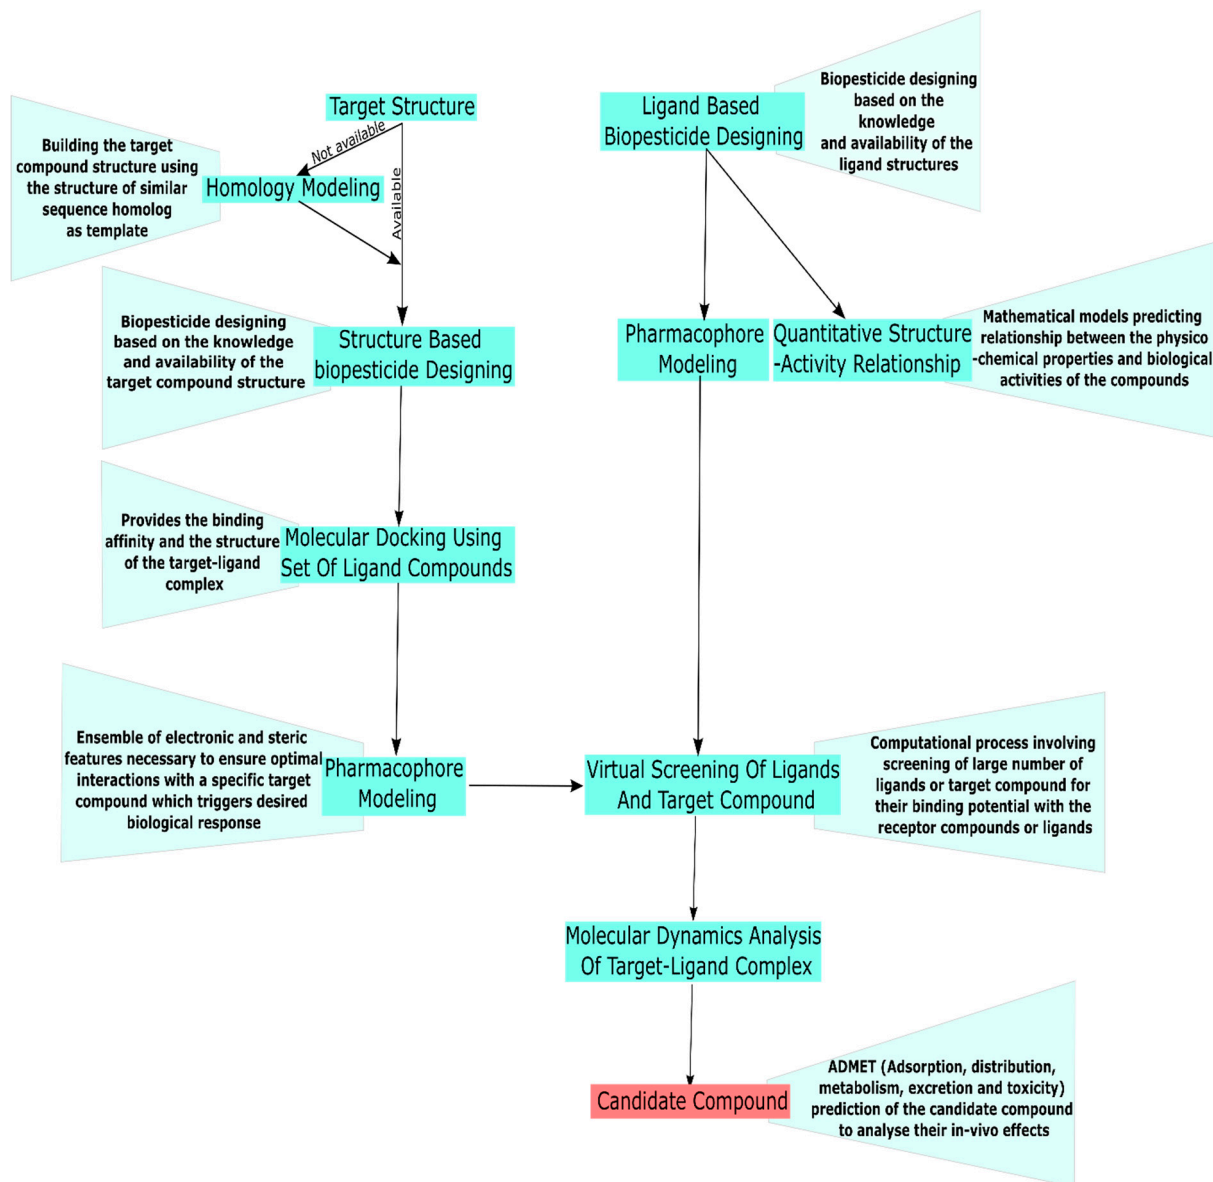 Target Structure
Not available
Available
Building the target
compound structure using
the structure of similar
sequence homolog
as template
Homology Modeling
Biopesticide designing
based on the knowledge
and availability of the
target compound structure
Structure Based
biopesticide Designing
Provides the binding
affinity and the structure
of the target-ligand
complex
Molecular Docking Using
Set Of Ligand Compounds
Ensemble of electronic and steric
features necessary to ensure optimal
interactions with a specific target
compound which triggers desired
biological response
Pharmacophore
Modeling
Ligand Based
Biopesticide Designing
Biopesticide designing
based on the
knowledge
and availability of the
ligand structures
Pharmacophore
Modeling
Quantitative Structure
-Activity Relationship
Mathematical models predicting
relationship between the physico
-chemical properties and biological
activities of the compounds
Virtual Screening Of Ligands
And Target Compound
Computational process involving
screening of large number of
ligands or target compound for
their binding potential with the
receptor compounds or ligands
Molecular Dynamics Analysis
Of Target-Ligand Complex
Candidate Compound
ADMET (Adsorption, distribution,
metabolism, excretion and toxicity)
prediction of the candidate compound
to analyse their in-vivo effects